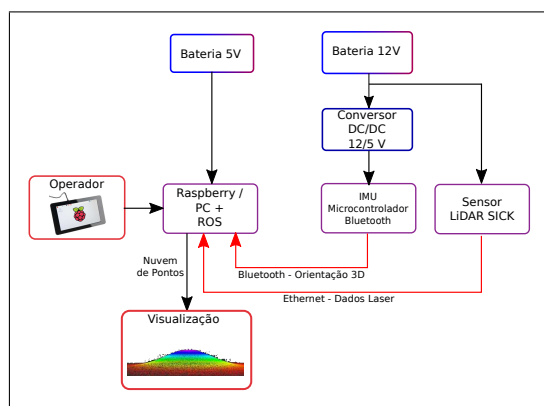 Bateria 5V
Bateria 12V
Conversor
DC/DC
12/5 V
Operador
Raspberry /
PC +
ROS
IMU
Microcontrolador
Bluetooth
Sensor
LiDAR SICK
Nuvem
de Pontos
Bluetooth - Orientação 3D
Ethernet - Dados Laser
Visualização